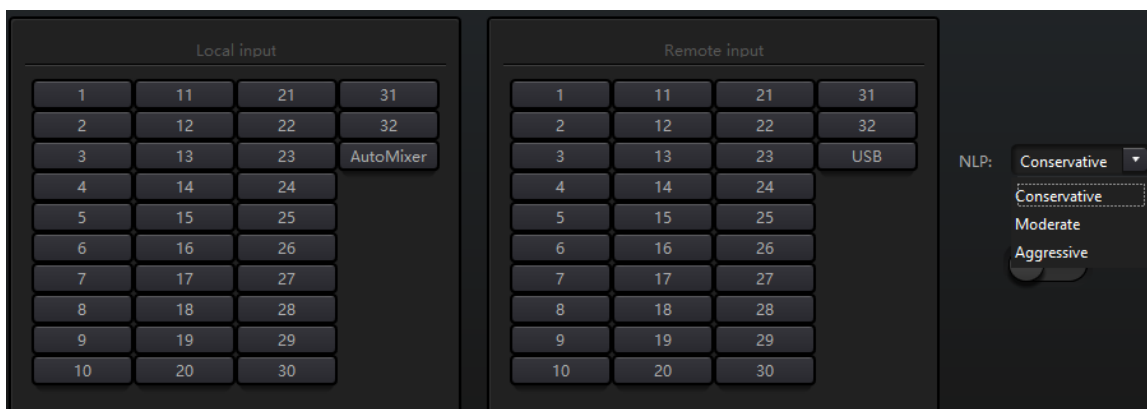 Local input
1 11 21 31
2 12 22 32
3 13 23 AutoMixer
4 14 24
5 15 25
6 16 26
7 17 27
8 18 28
9 19 29
10 20 30
Remote input
1 11 21 31
2 12 22 32
3 13 23 USB
4 14 24
5 15 25
6 16 26
7 17 27
8 18 28
9 19 29
10 20 30
NLP: Conservative
Conservative
Moderate
Aggressive